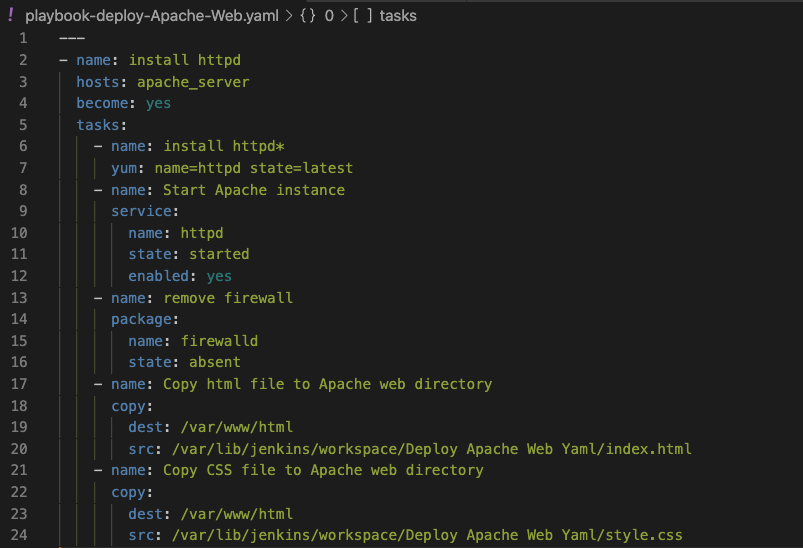 ! playbook-deploy-Apache-Web.yaml > {} 0 > [ ] tasks
1 ---
2 - name: install httpd
3 hosts: apache_server
4 become: yes
5 tasks:
6 - name: install httpd*
7 yum: name=httpd state=latest
8 - name: Start Apache instance
9 service:
10 name: httpd
11 state: started
12 enabled: yes
13 - name: remove firewall
14 package:
15 name: firewalld
16 state: absent
17 - name: Copy html file to Apache web directory
18 copy:
19 dest: /var/www/html
20 src: /var/lib/jenkins/workspace/Deploy Apache Web Yaml/index.html
21 - name: Copy CSS file to Apache web directory
22 copy:
23 dest: /var/www/html
24 src: /var/lib/jenkins/workspace/Deploy Apache Web Yaml/style.css